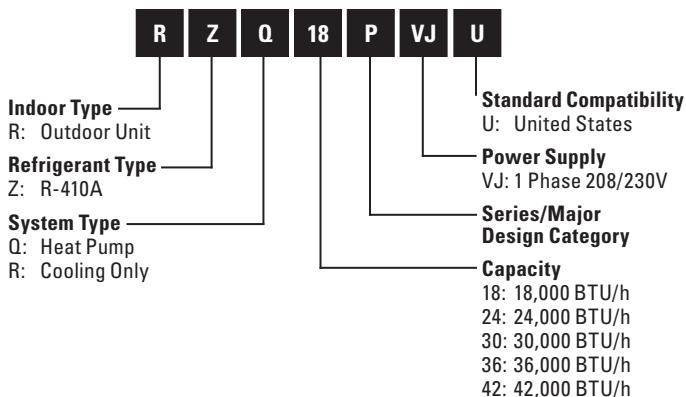 R Z Q 18 P VJ U
Indoor Type
R: Outdoor Unit
Refrigerant Type
Z: R-410A
System Type
Q: Heat Pump
R: Cooling Only
Standard Compatibility
U: United States
Power Supply
VJ: 1 Phase 208/230V
Series/Major
Design Category
Capacity
18: 18,000 BTU/h
24: 24,000 BTU/h
30: 30,000 BTU/h
36: 36,000 BTU/h
42: 42,000 BTU/h